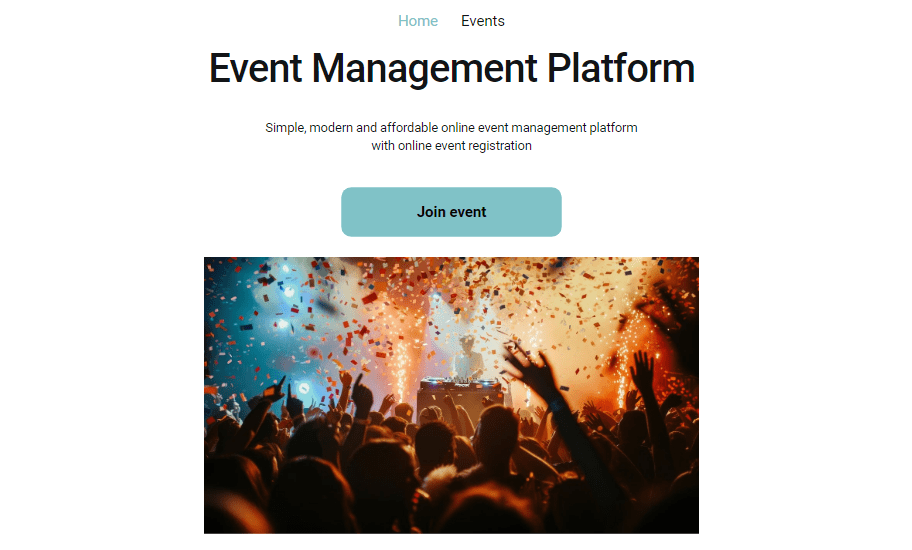 Home Events
Event Management Platform
Simple, modern and affordable online event management platform
with online event registration
Join event